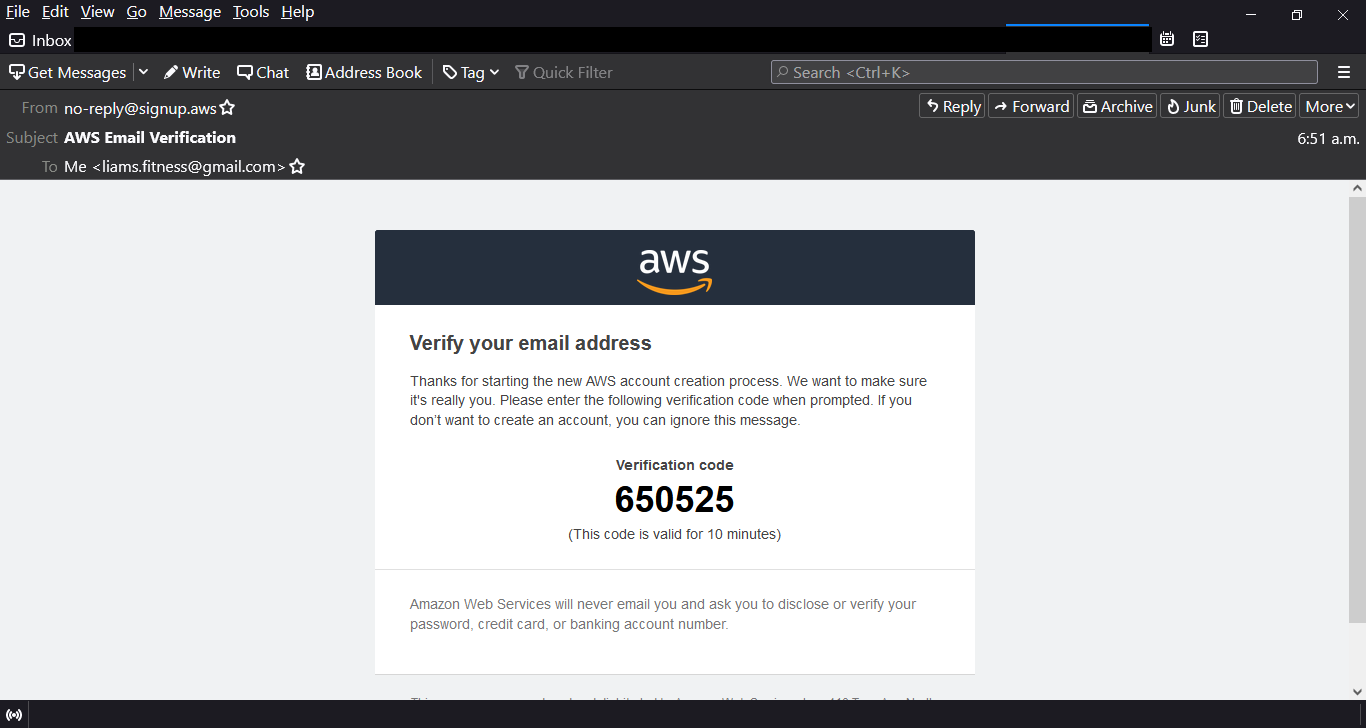 File Edit View Go Message Tools Help
Inbox
Get Messages Write Chat Address Book Tag Quick Filter Search <Ctrl+K>
From no-reply@signup.aws Reply Forward Archive Junk Delete More
Subject AWS Email Verification 6:51 a.m.
To Me <liams.fitness@gmail.com>
aws
Verify your email address
Thanks for starting the new AWS account creation process. We want to make sure
it's really you. Please enter the following verification code when prompted. If you
don't want to create an account, you can ignore this message.
Verification code
650525
(This code is valid for 10 minutes)
Amazon Web Services will never email you and ask you to disclose or verify your
password, credit card, or banking account number.